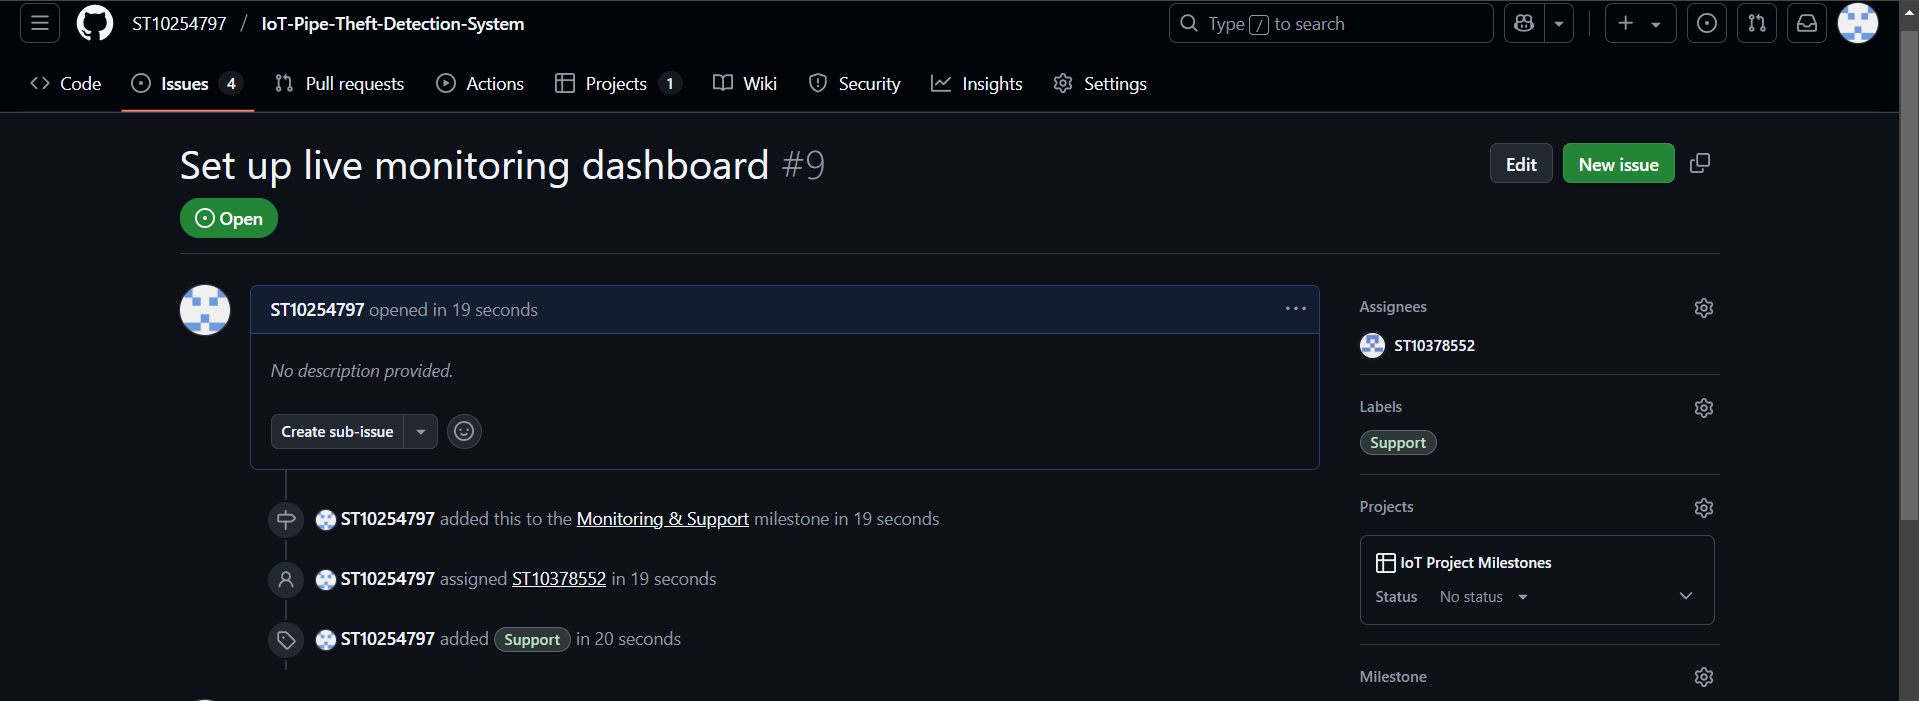 ST10254797 / IoT-Pipe-Theft-Detection-System
Type / to search
Code
Issues 4
Pull requests
Actions
Projects 1
Wiki
Security
Insights
Settings
Set up live monitoring dashboard #9
Edit
New issue
Open
ST10254797 opened in 19 seconds
No description provided.
Create sub-issue
ST10254797 added this to the Monitoring & Support milestone in 19 seconds
ST10254797 assigned ST10378552 in 19 seconds
ST10254797 added Support in 20 seconds
Assignees
ST10378552
Labels
Support
Projects
IoT Project Milestones
Status No status
Milestone